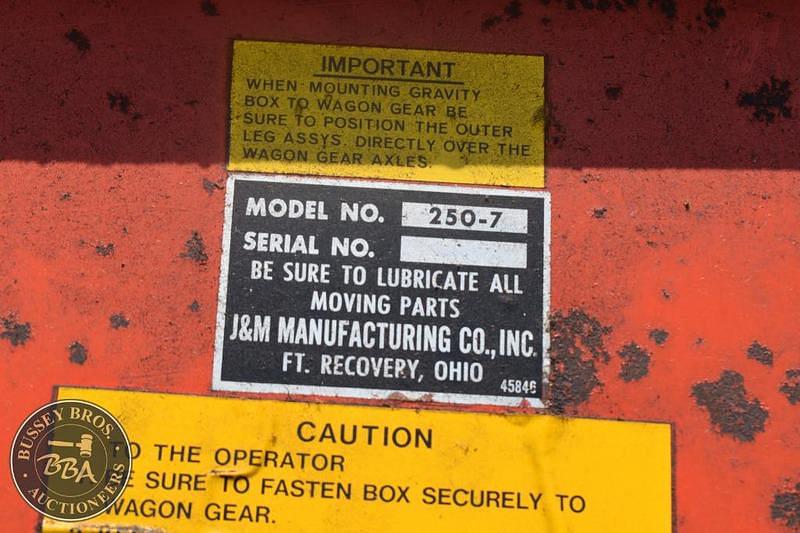 IMPORTANT
WHEN MOUNTING GRAVITY
BOX TO WAGON GEAR BE
SURE TO POSITION THE OUTER
LEG ASSYS. DIRECTLY OVER THE
WAGON GEAR AXLES.
MODEL NO. 250-7
SERIAL NO.
BE SURE TO LUBRICATE ALL
MOVING PARTS
J&M MANUFACTURING CO., INC.
FT. RECOVERY, OHIO
45846
CAUTION
TO THE OPERATOR
BE SURE TO FASTEN BOX SECURELY TO
WAGON GEAR.
BUSSEY BROS.
BBA
AUCTIONEERS